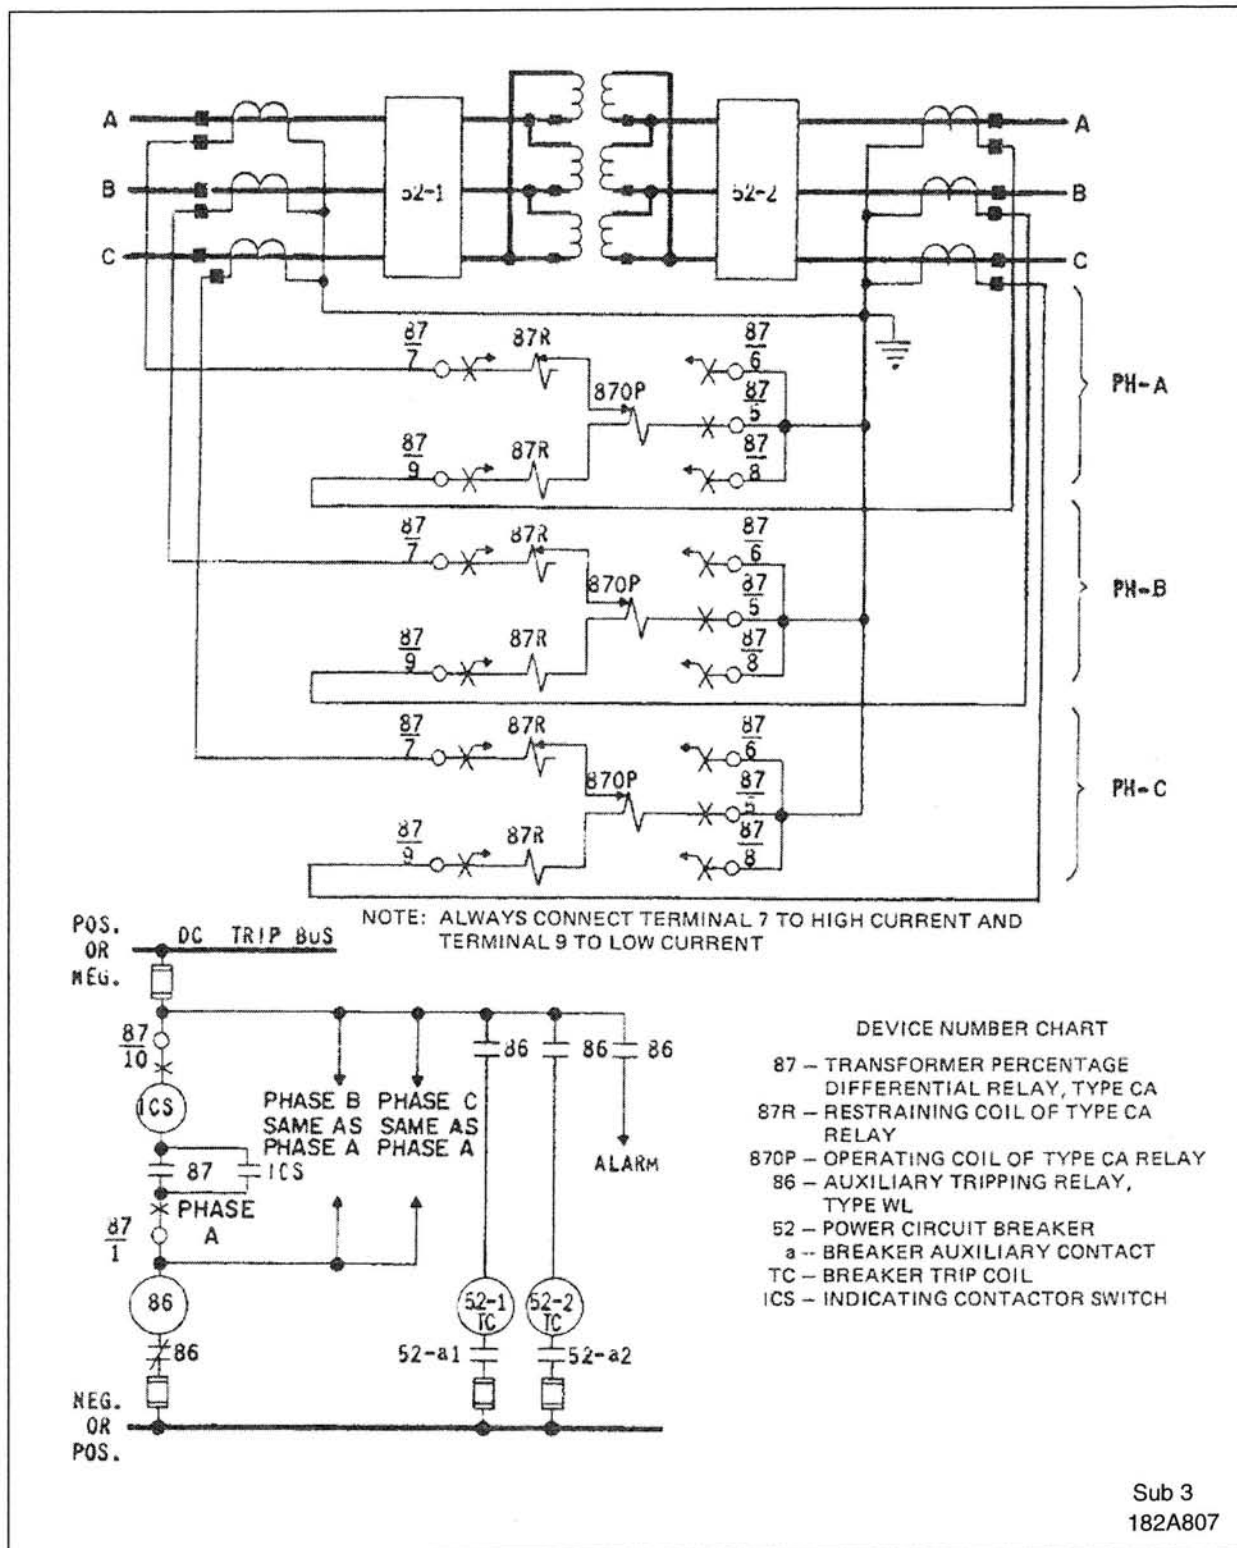 A
A
B
52-1
52-2
B
C
C
87
7
87R
87
6
870P
87
5
PH-A
87
9
87R
87
8
87
7
87R
87
6
870P
87
5
PH-B
87
9
87R
87
8
87
7
87R
87
6
870P
87
5
PH-C
87
9
87R
87
8
NOTE: ALWAYS CONNECT TERMINAL 7 TO HIGH CURRENT AND
TERMINAL 9 TO LOW CURRENT
POS.
OR
NEG.
DC TRIP BUS
87
10
86
86
86
ICS
PHASE B
SAME AS
PHASE A
PHASE C
SAME AS
PHASE A
ALARM
87
ICS
PHASE
A
87
1
86
52-1
TC
52-2
TC
86
52-a1
52-a2
NEG.
OR
POS.
DEVICE NUMBER CHART
87 – TRANSFORMER PERCENTAGE
DIFFERENTIAL RELAY, TYPE CA
87R – RESTRAINING COIL OF TYPE CA
RELAY
870P – OPERATING COIL OF TYPE CA RELAY
86 – AUXILIARY TRIPPING RELAY,
TYPE WL
52 – POWER CIRCUIT BREAKER
a – BREAKER AUXILIARY CONTACT
TC – BREAKER TRIP COIL
ICS – INDICATING CONTACTOR SWITCH
Sub 3
182A807